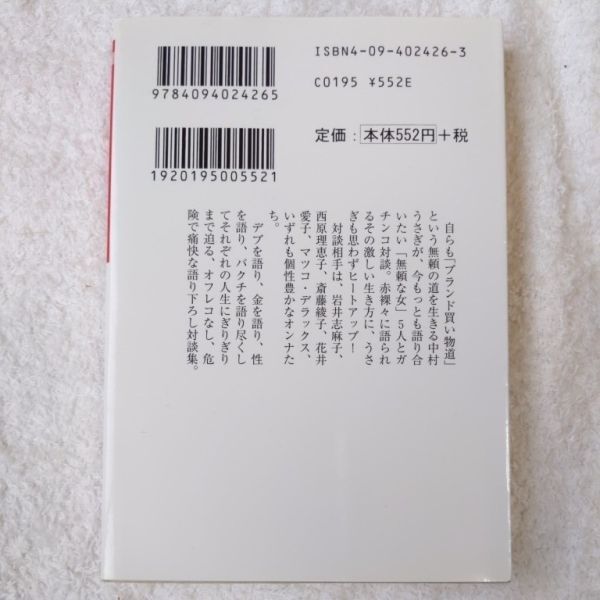 ISBN4-09-402426-3
C0195 ¥552E
9784094024265
定価：本体552円＋税
1920195005521
自らも「ブランド買い物道」
という無頼の道を生きる中村
うさぎが、今もっとも語り合
いたい「無頼な女」5人とガ
チンコ対談。赤裸々に語られ
るその激しい生き方に、うさ
ぎも思わずヒートアップ！
対談相手は、岩井志麻子、
西原理恵子、斎藤綾子、花井
愛子、マツコ・デラックス、
いずれも個性豊かなオンナた
ち。
デブを語り、金を語り、性
を語り、バクチを語り尽くし
てそれぞれの人生にぎりぎり
まで迫る、オフレコなし、危
険で痛快な語り下ろし対談集。